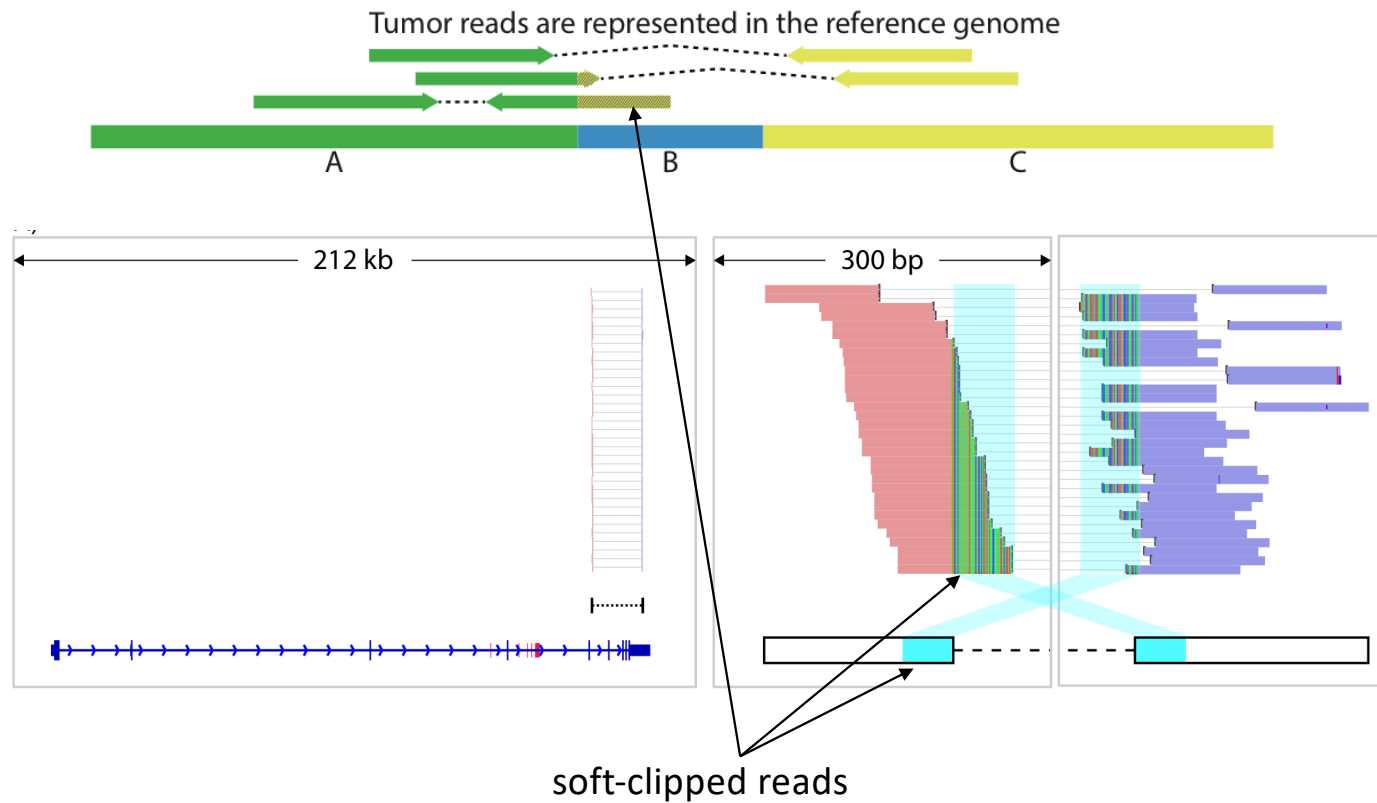 Tumor reads are represented in the reference genome
A
B
C
212 kb
300 bp
soft-clipped reads